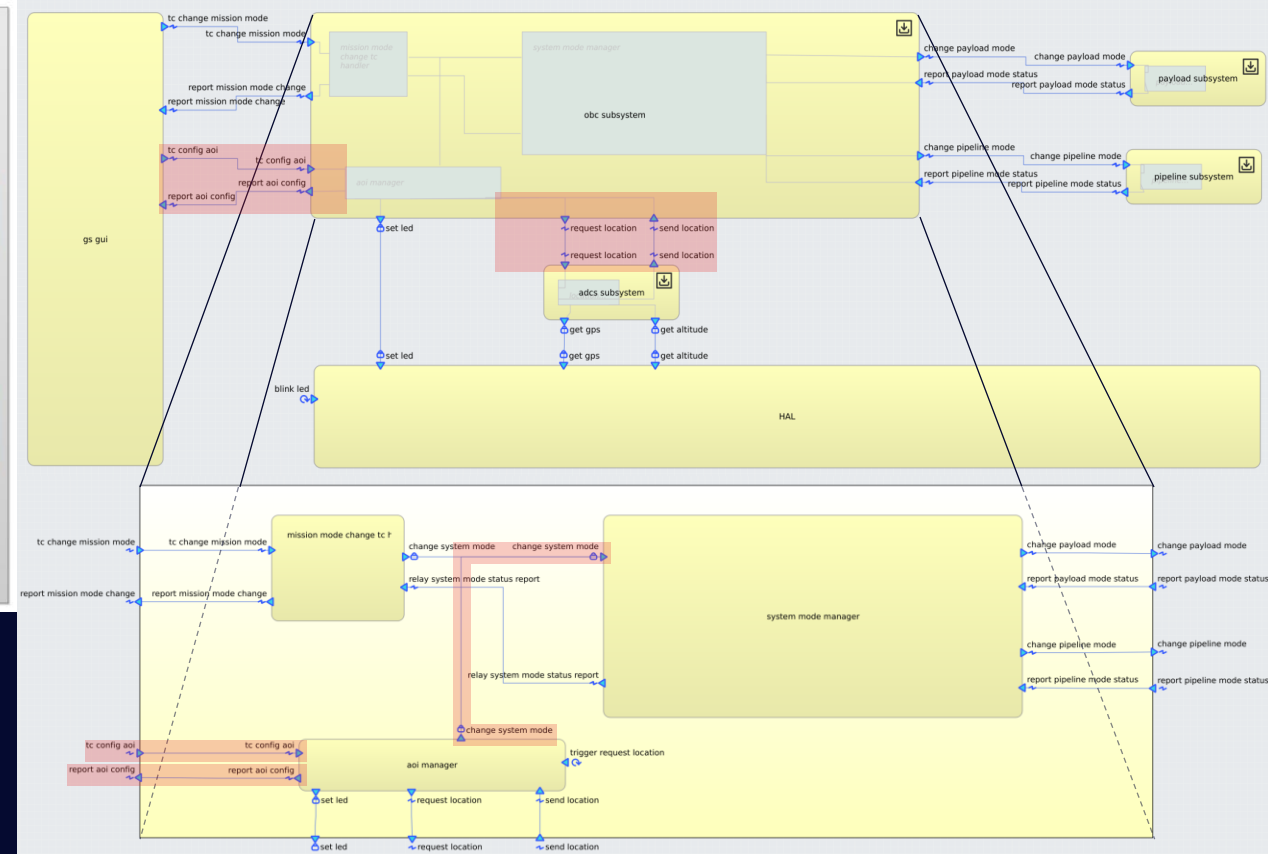 tc change mission mode
tc change mission mode
report mission mode change
report mission mode change
tc config aoi
tc config aoi
report aoi config
report aoi config
gs gui
mission mode
change tc
handler
system mode manager
obc subsystem
aoi manager
change payload mode
change payload mode
report payload mode status
report payload mode status
payload subsystem
change pipeline mode
change pipeline mode
report pipeline mode status
report pipeline mode status
pipeline subsystem
set led
request location
send location
request location
send location
adcs subsystem
get gps
get altitude
set led
get gps
get altitude
blink led
HAL
tc change mission mode
tc change mission mode
report mission mode change
report mission mode change
mission mode change tc
change system mode
change system mode
relay system mode status report
relay system mode status report
system mode manager
change payload mode
change payload mode
report payload mode status
report payload mode status
change pipeline mode
change pipeline mode
report pipeline mode status
report pipeline mode status
change system mode
tc config aoi
tc config aoi
report aoi config
report aoi config
aoi manager
trigger request location
set led
request location
send location
set led
request location
send location